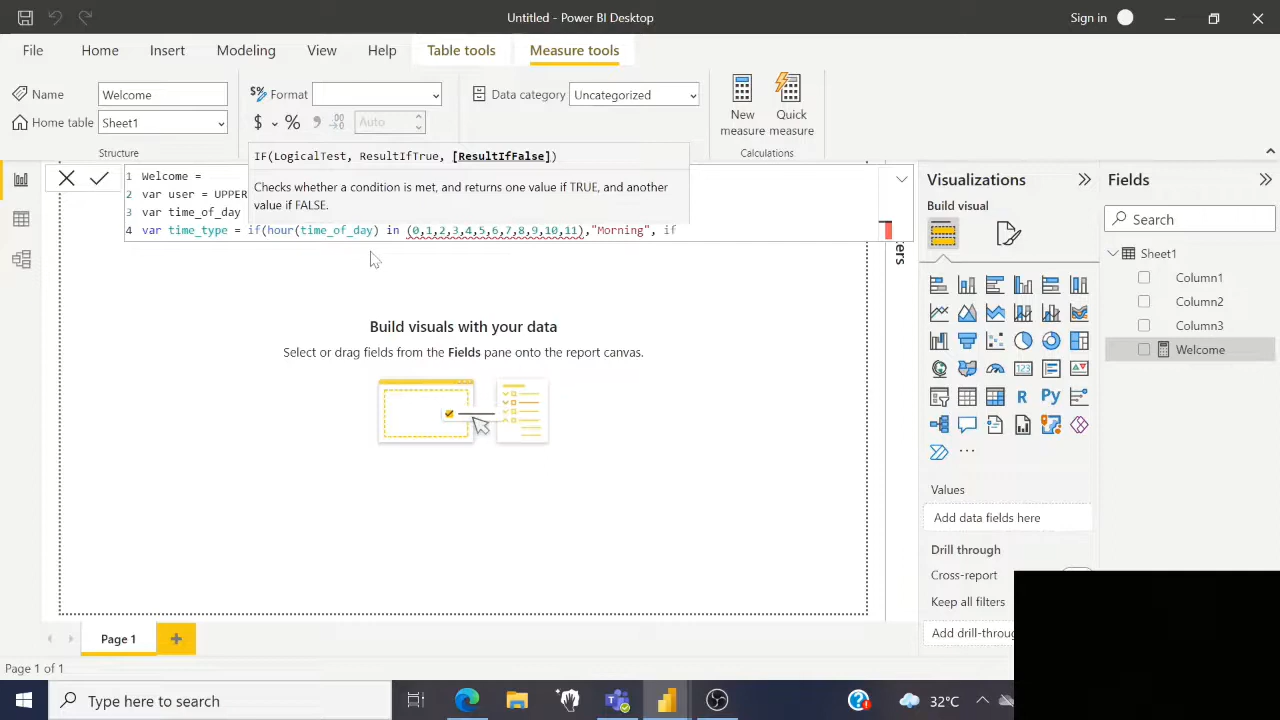 Untitled - Power BI Desktop
Sign in
File Home Insert Modeling View Help Table tools Measure tools
Name Welcome
Format
Data category Uncategorized
Home table Sheet1
$ % Auto
New measure
Quick measure
Structure
Calculations
IF(LogicalTest, ResultIfTrue, [ResultIfFalse])
Checks whether a condition is met, and returns one value if TRUE, and another
value if FALSE.
1 Welcome =
2 var user = UPPER
3 var time_of_day
4 var time_type = if(hour(time_of_day) in (0,1,2,3,4,5,6,7,8,9,10,11),"Morning", if
Build visuals with your data
Select or drag fields from the Fields pane onto the report canvas.
Visualizations
Build visual
R Py
123
Values
Add data fields here
Drill through
Cross-report
Keep all filters
Fields
Search
Sheet1
Column1
Column2
Column3
Welcome
Page 1
Page 1 of 1
Type here to search
32°C